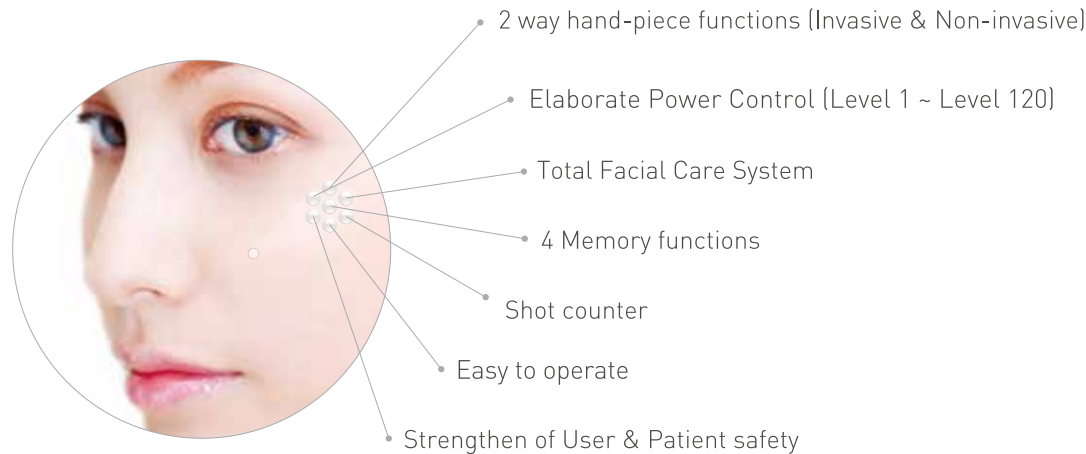 2 way hand-piece functions (Invasive & Non-invasive)
Elaborate Power Control (Level 1 ~ Level 120)
Total Facial Care System
4 Memory functions
Shot counter
Easy to operate
Strengthen of User & Patient safety